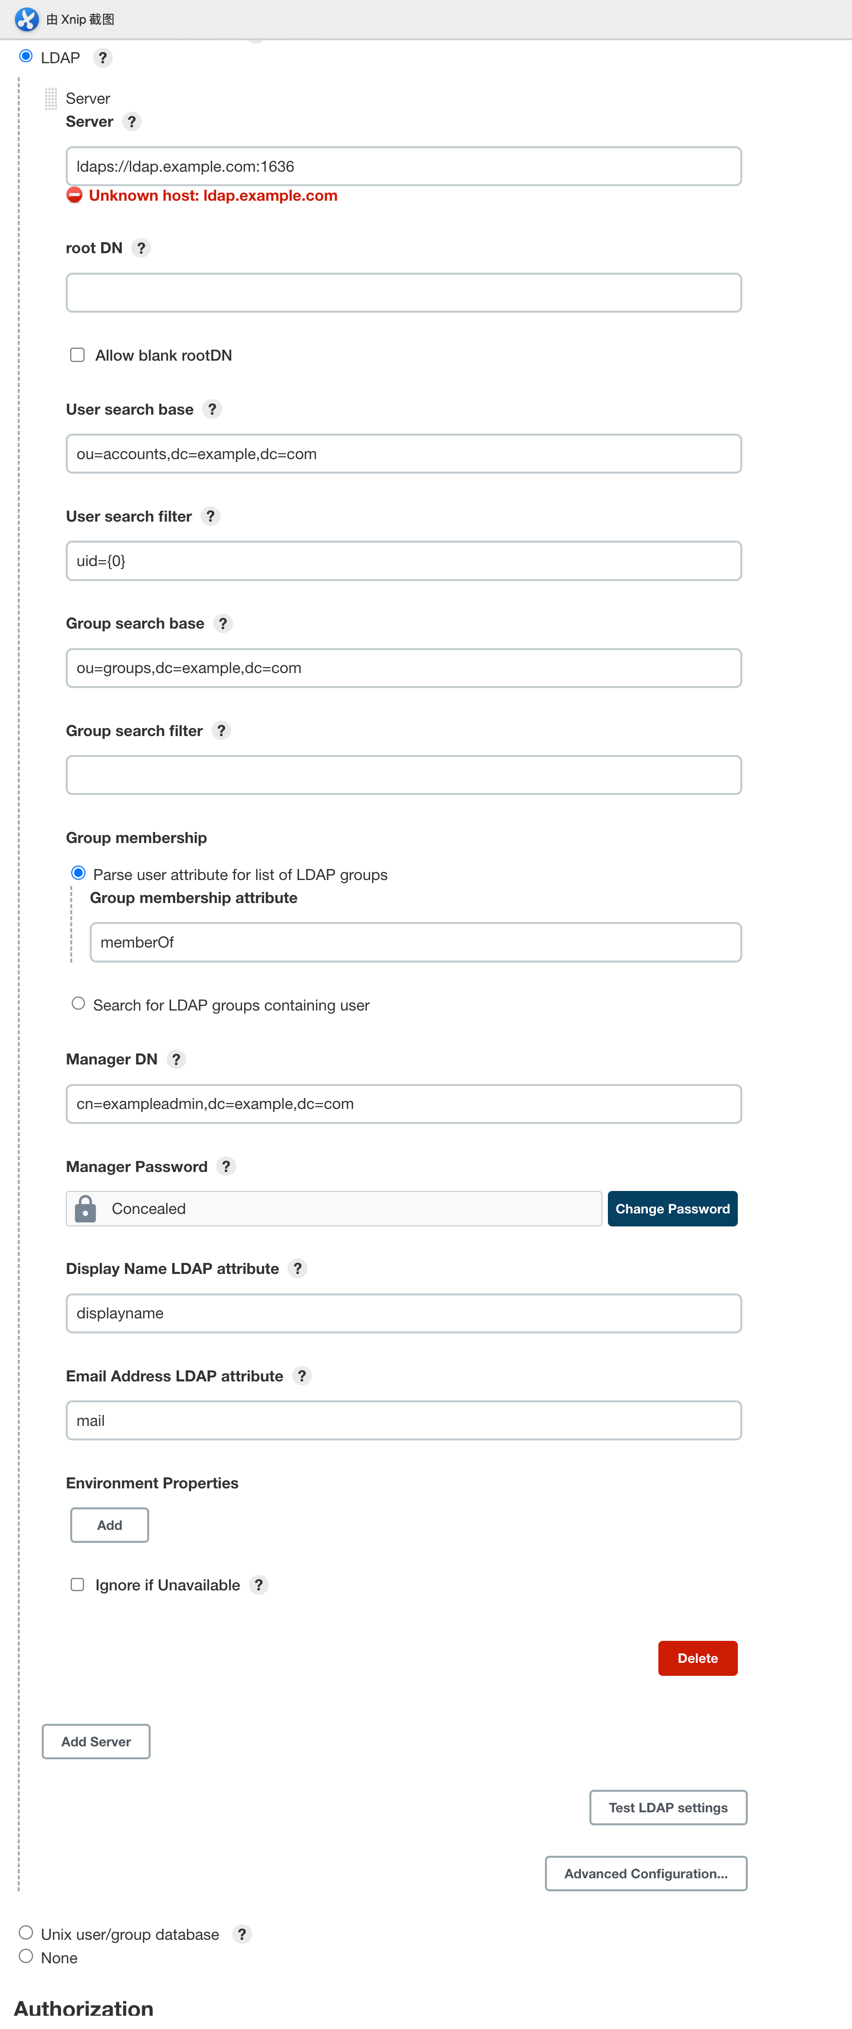 由 Xnip 截图
LDAP ?
Server
Server ?
ldaps://ldap.example.com:1636
Unknown host: ldap.example.com
root DN ?
Allow blank rootDN
User search base ?
ou=accounts,dc=example,dc=com
User search filter ?
uid={0}
Group search base ?
ou=groups,dc=example,dc=com
Group search filter ?
Group membership
Parse user attribute for list of LDAP groups
Group membership attribute
memberOf
Search for LDAP groups containing user
Manager DN ?
cn=exampleadmin,dc=example,dc=com
Manager Password ?
Concealed
Change Password
Display Name LDAP attribute ?
displayname
Email Address LDAP attribute ?
mail
Environment Properties
Add
Ignore if Unavailable ?
Delete
Add Server
Test LDAP settings
Advanced Configuration...
Unix user/group database ?
None
Authorization